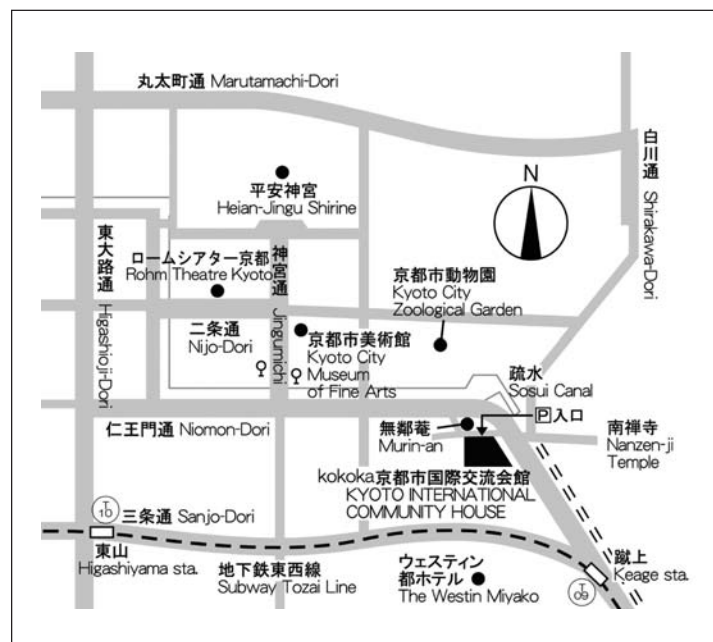 丸太町通 Marutamachi-Dori
白川通 Shirakawa-Dori
N
平安神宮
Heian-Jingu Shirine
東大路通 Higashioji-Dori
ロームシアター京都
Rohm Theatre Kyoto
神宮通 Jingumichi
京都市動物園
Kyoto City
Zoological Garden
二条通
Nijo-Dori
京都市美術館
Kyoto City
Museum
of Fine Arts
疏水
Sosui Canal
P入口
仁王門通 Niomon-Dori
無鄰菴
Murin-an
南禅寺
Nanzen-ji
Temple
kokoka京都市国際交流会館
KYOTO INTERNATIONAL
COMMUNITY HOUSE
T10
三条通 Sanjo-Dori
東山
Higashiyama sta.
地下鉄東西線
Subway Tozai Line
ウェスティン
都ホテル
The Westin Miyako
蹴上
Keage sta.
T09